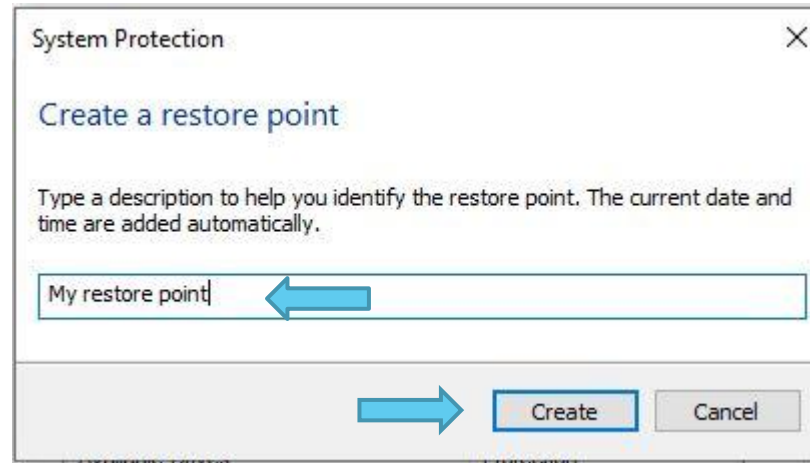 System Protection
Create a restore point
Type a description to help you identify the restore point. The current date and
time are added automatically.
My restore point
Create Cancel